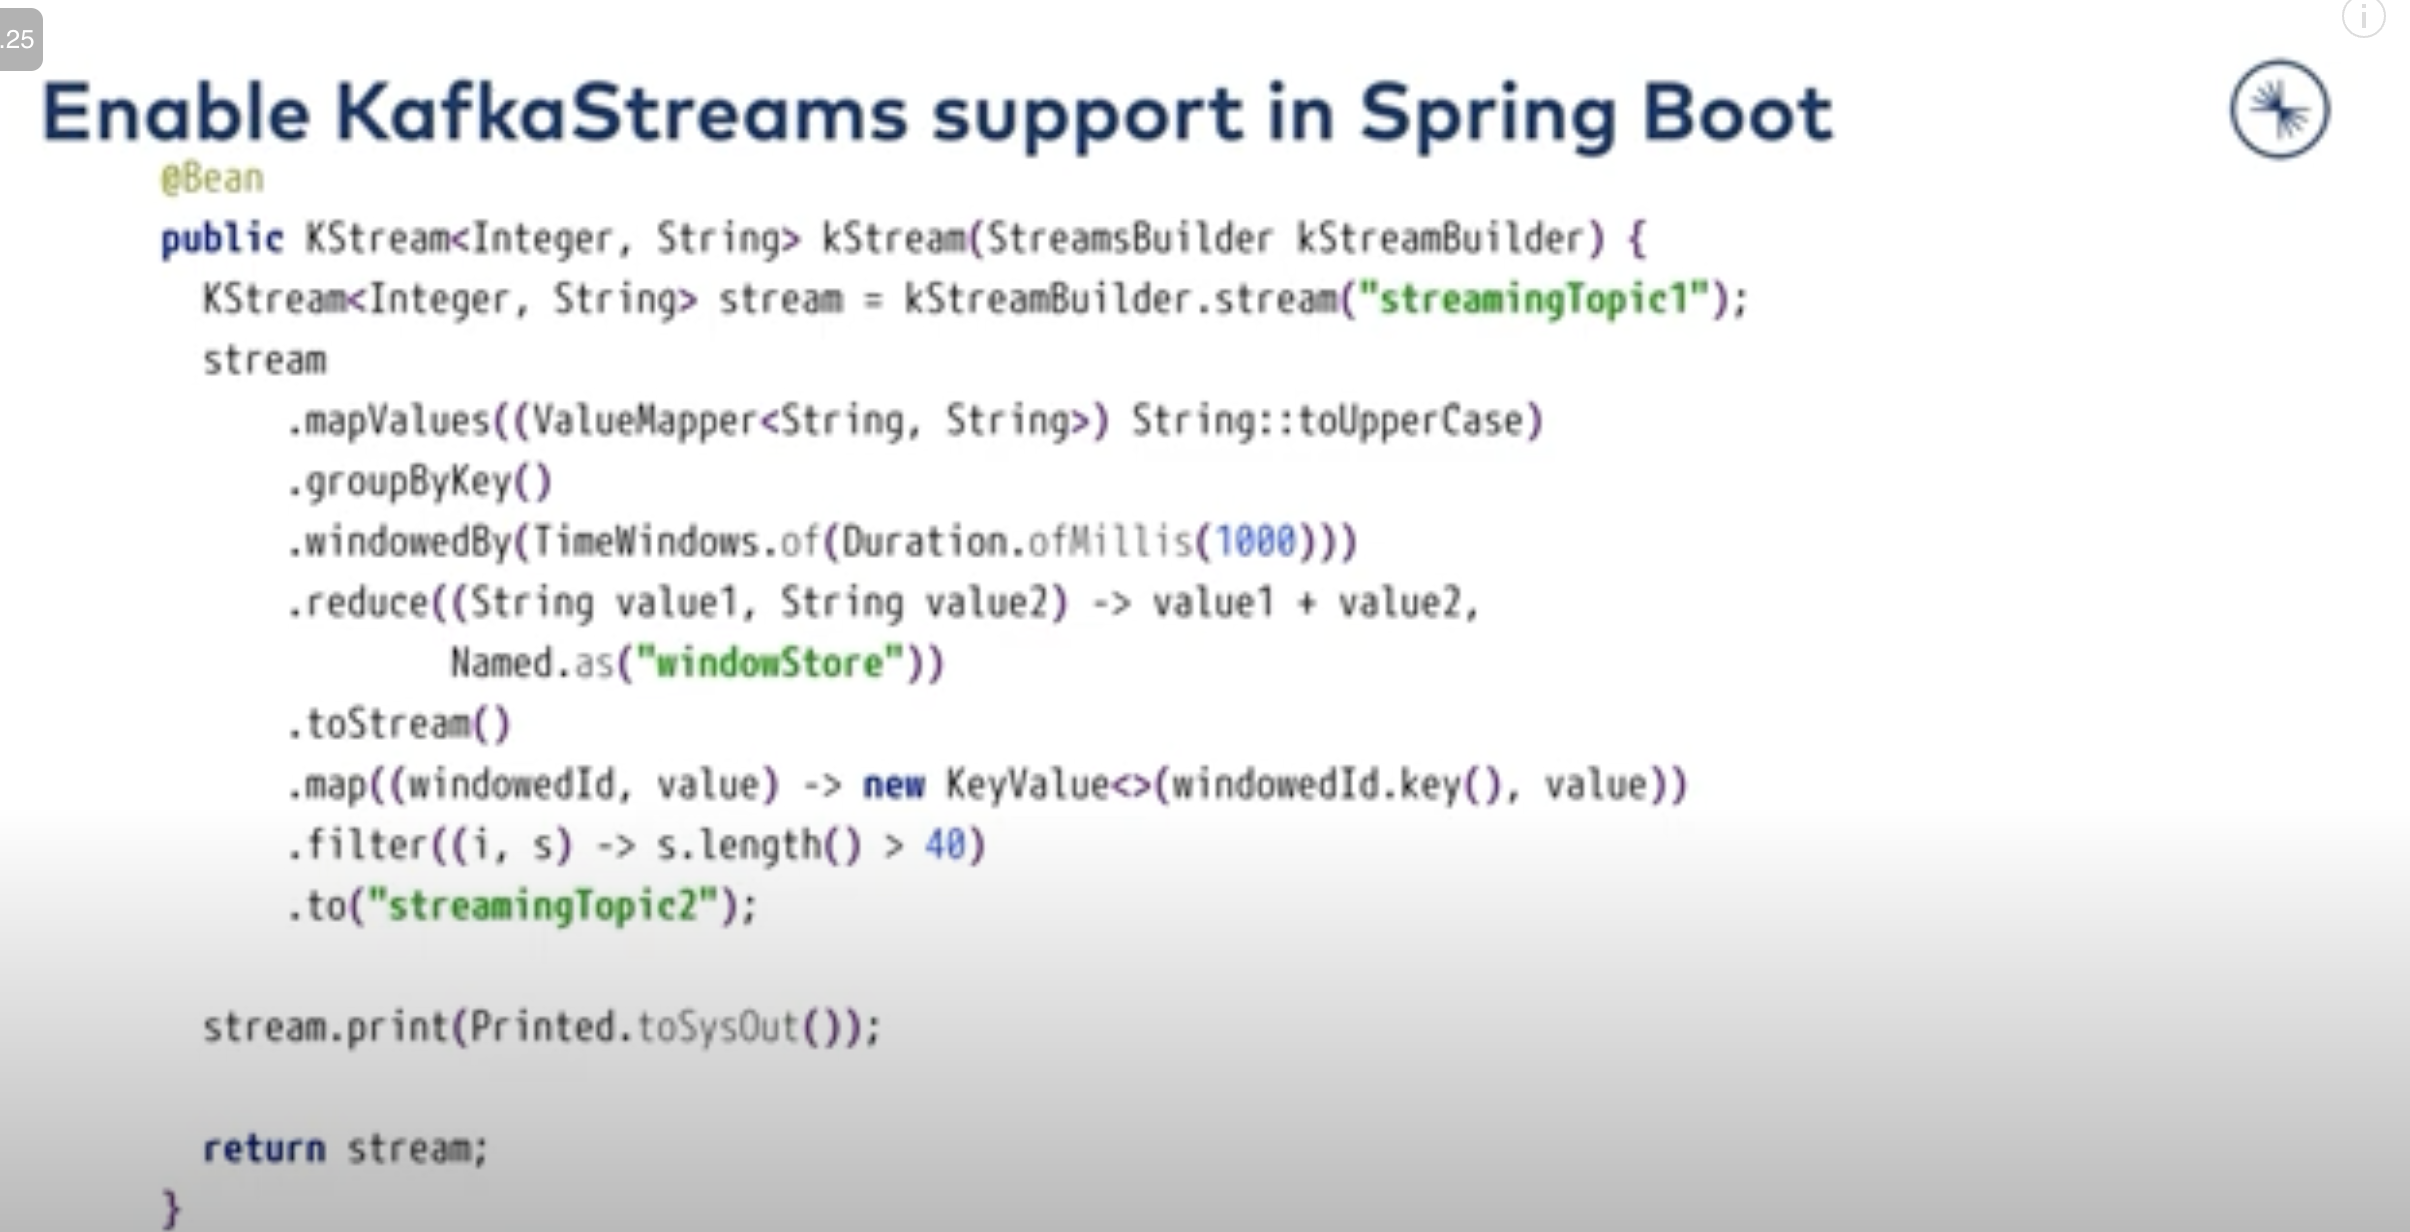 .25
i
Enable KafkaStreams support in Spring Boot
@Bean
public KStream<Integer, String> kStream(StreamsBuilder kStreamBuilder) {
  KStream<Integer, String> stream = kStreamBuilder.stream("streamingTopic1");
  stream
      .mapValues((ValueMapper<String, String>) String::toUpperCase)
      .groupByKey()
      .windowedBy(TimeWindows.of(Duration.ofMillis(1000)))
      .reduce((String value1, String value2) -> value1 + value2,
              Named.as("windowStore"))
      .toStream()
      .map((windowedId, value) -> new KeyValue<>(windowedId.key(), value))
      .filter((i, s) -> s.length() > 40)
      .to("streamingTopic2");
  stream.print(Printed.toSysOut());
  return stream;
}